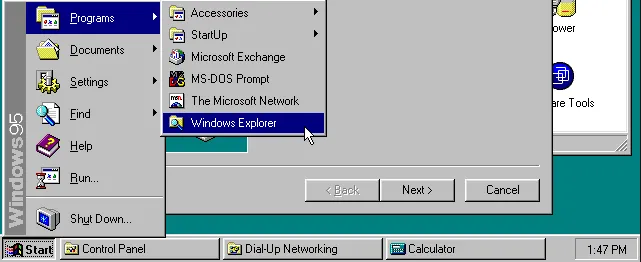 Programs
Documents
Settings
Find
Help
Run...
Shut Down...
Windows95
Accessories
StartUp
Microsoft Exchange
MS-DOS Prompt
The Microsoft Network
Windows Explorer
ower
are Tools
< Back
Next >
Cancel
Start
Control Panel
Dial-Up Networking
Calculator
1:47 PM